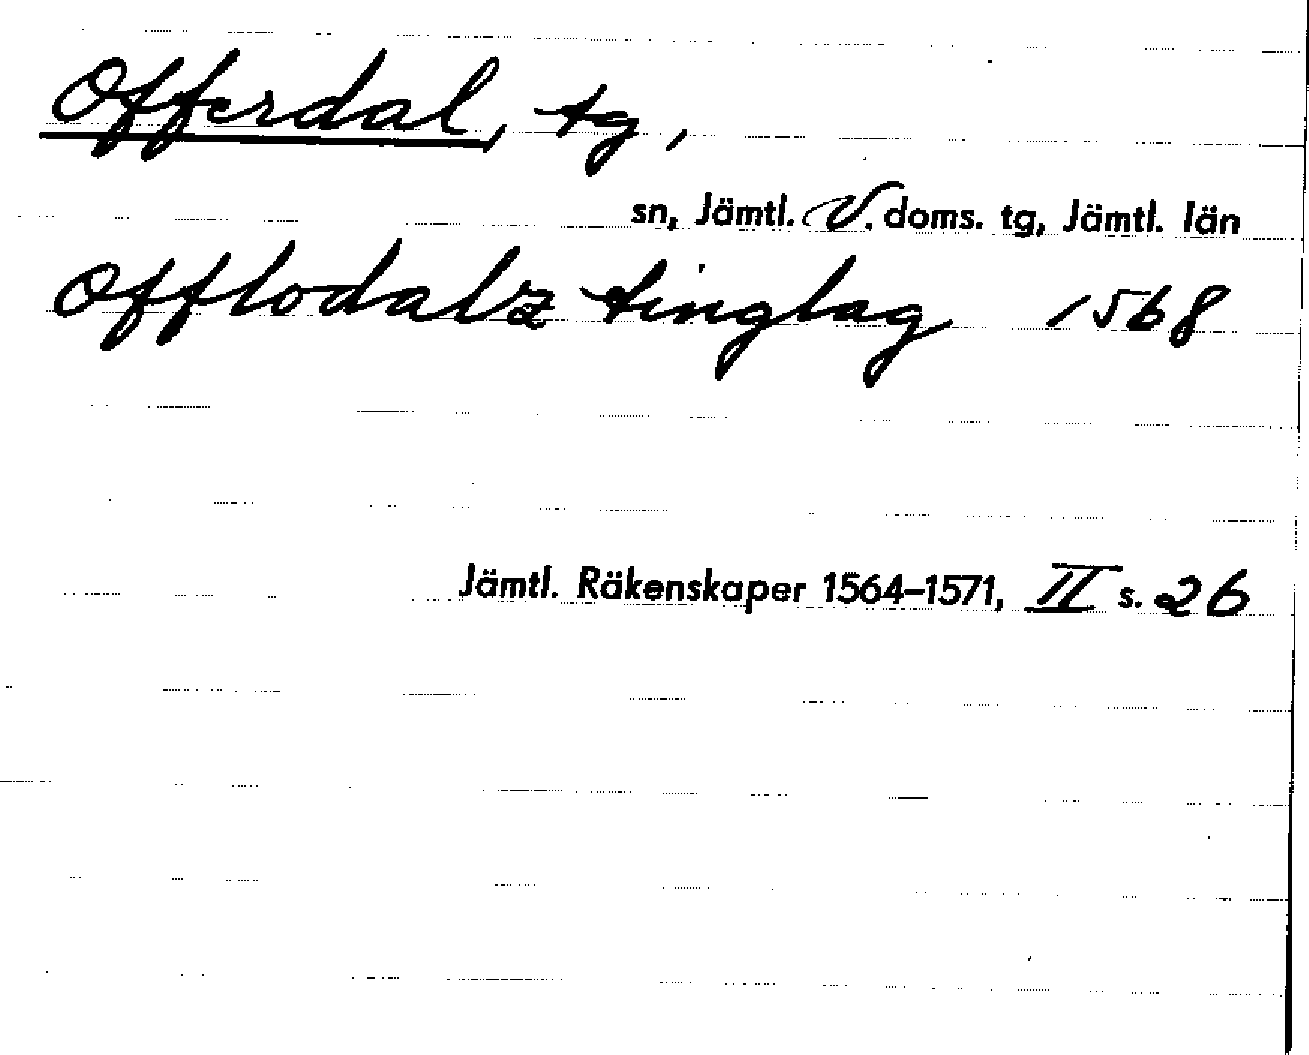 Offerdal, tg,
sn, Jämtl. V. doms. tg, Jämtl. län
Offlodalz tinglag 1568
Jämtl. Räkenskaper 1564–1571, II s. 26